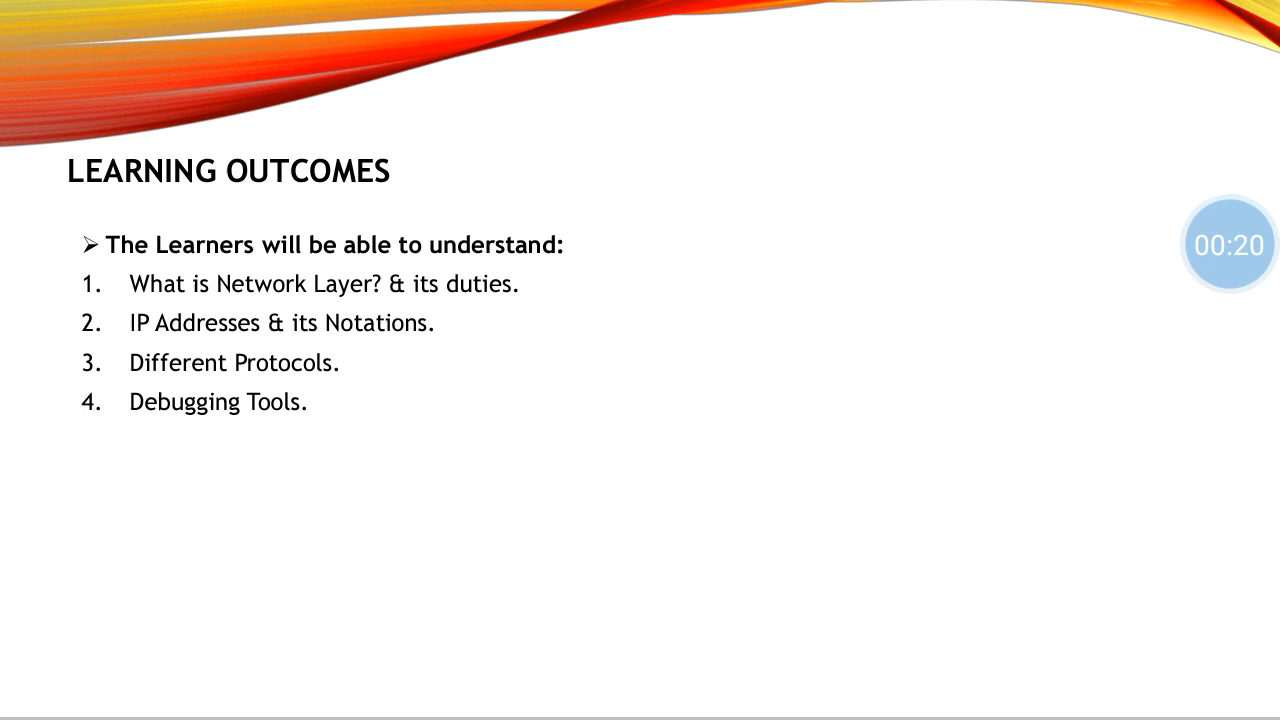 LEARNING OUTCOMES
➢ The Learners will be able to understand:
1. What is Network Layer? & its duties.
2. IP Addresses & its Notations.
3. Different Protocols.
4. Debugging Tools.
00:20